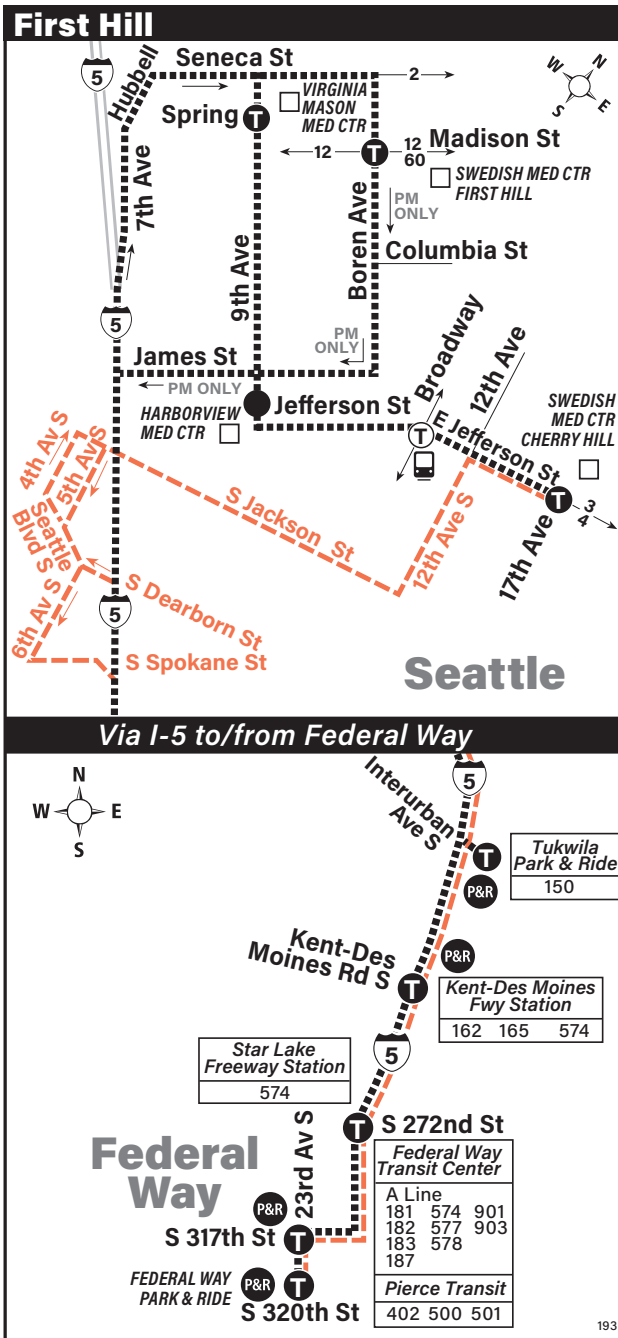 First Hill
5
Hubbell
Seneca St
2
N
W
E
S
Spring
T
VIRGINIA
MASON
MED CTR
7th Ave
12
T
12
60
Madison St
SWEDISH MED CTR
FIRST HILL
9th Ave
Boren Ave
PM
ONLY
Columbia St
5
PM
ONLY
James St
PM ONLY
Broadway
12th Ave
HARBORVIEW
MED CTR
Jefferson St
T
E Jefferson St
SWEDISH
MED CTR
CHERRY HILL
4th Av S
5th Av S
Seattle
Blvd S
S Jackson St
12th Ave S
T
3
4
17th Ave
5
S Dearborn St
6th Av S
S Spokane St
Seattle
Via I-5 to/from Federal Way
N
W
E
S
5
Interurban
Ave S
T
P&R
Tukwila
Park & Ride
150
Kent-Des
Moines Rd S
P&R
T
Kent-Des Moines
Fwy Station
162 165 574
5
Star Lake
Freeway Station
574
T
S 272nd St
23rd Av S
Federal
Way
Federal Way
Transit Center
A Line
181 574 901
182 577 903
183 578
187
Pierce Transit
402 500 501
P&R
S 317th St
T
FEDERAL WAY
PARK & RIDE
P&R
T
S 320th St
193